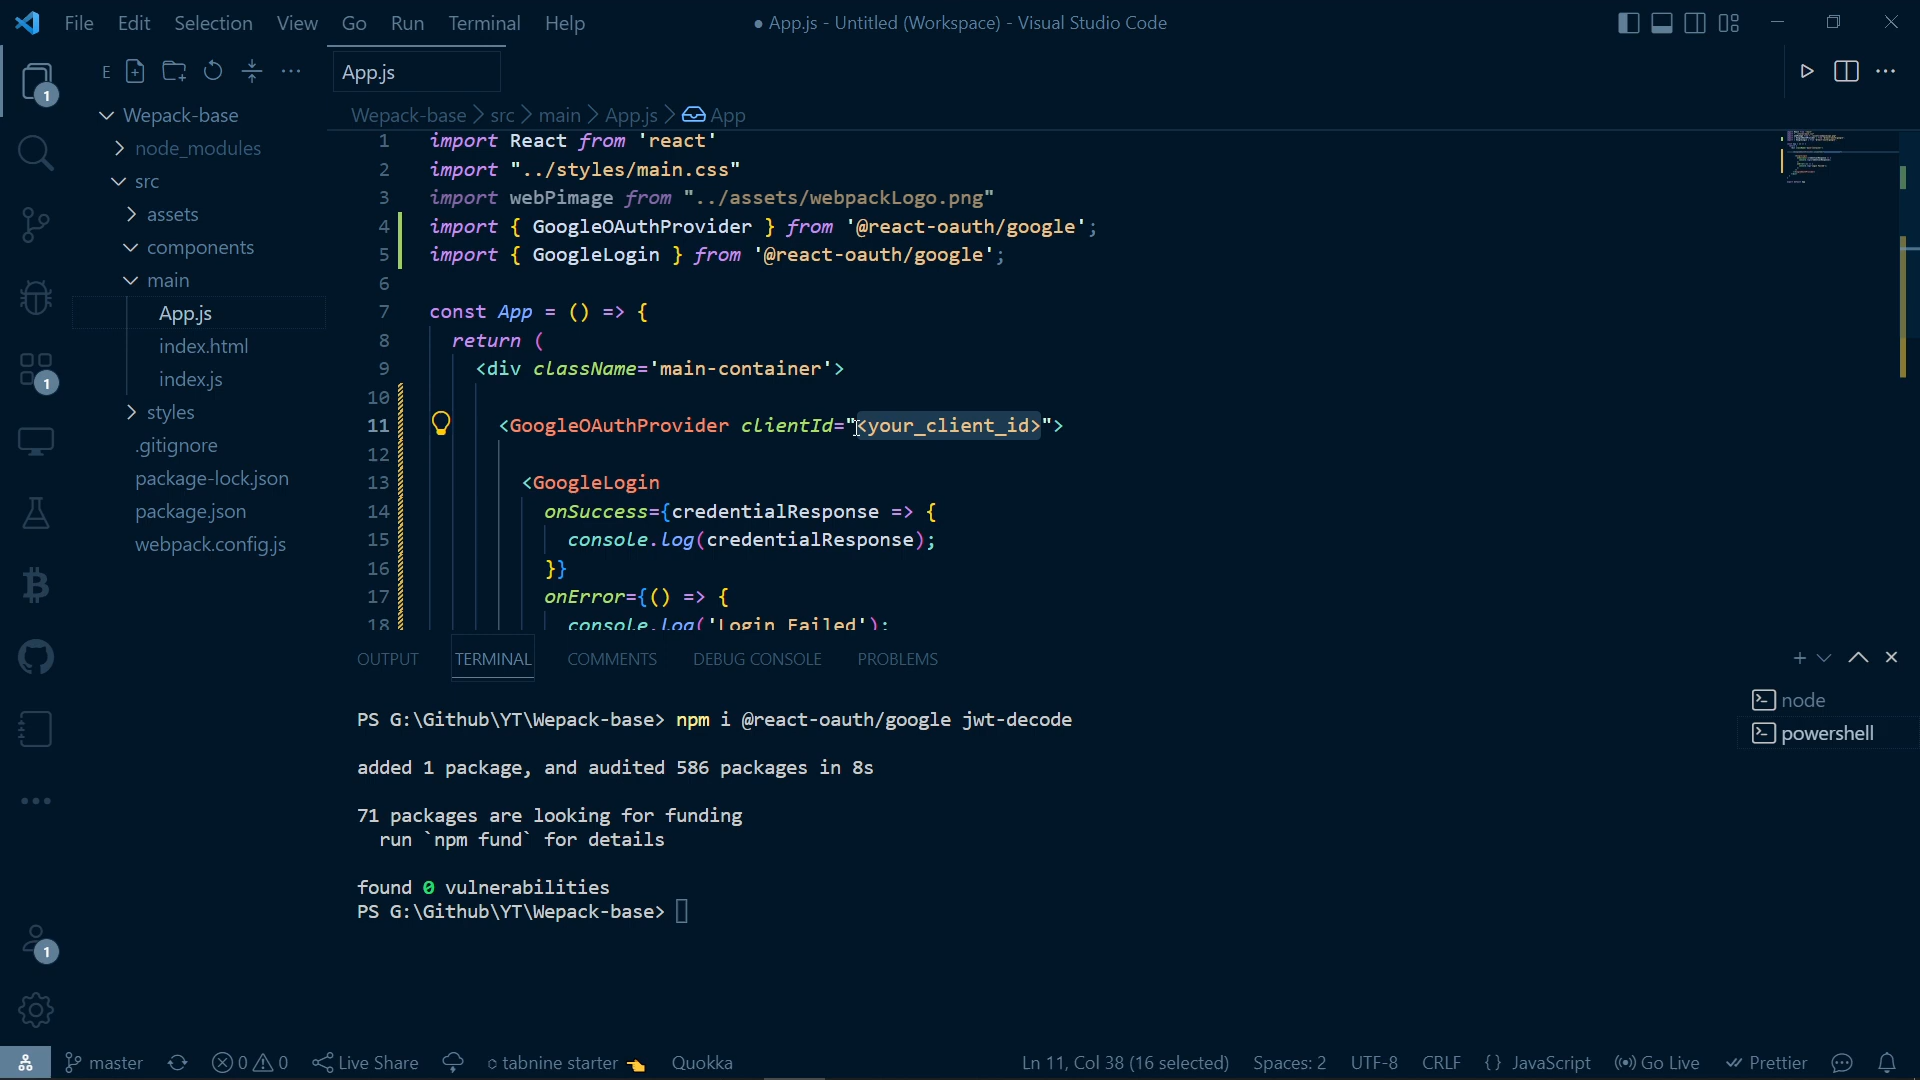 File Edit Selection View Go Run Terminal Help
● App.js - Untitled (Workspace) - Visual Studio Code
E
App.js
1
Wepack-base
node_modules
src
assets
components
main
App.js
index.html
index.js
styles
.gitignore
package-lock.json
package.json
webpack.config.js
1
1
Wepack-base > src > main > App.js > App
1 import React from 'react'
2 import "../styles/main.css"
3 import webPimage from "../assets/webpackLogo.png"
4 import { GoogleOAuthProvider } from '@react-oauth/google';
5 import { GoogleLogin } from '@react-oauth/google';
6
7 const App = () => {
8 return (
9 <div className='main-container'>
10
11 <GoogleOAuthProvider clientId="<your_client_id>">
12
13 <GoogleLogin
14 onSuccess={credentialResponse => {
15 console.log(credentialResponse);
16 }}
17 onError={() => {
18 console.log('Login Failed');
OUTPUT TERMINAL COMMENTS DEBUG CONSOLE PROBLEMS
PS G:\Github\YT\Wepack-base> npm i @react-oauth/google jwt-decode
added 1 package, and audited 586 packages in 8s
71 packages are looking for funding
run `npm fund` for details
found 0 vulnerabilities
PS G:\Github\YT\Wepack-base>
node
powershell
master 0 0 Live Share tabnine starter Quokka Ln 11, Col 38 (16 selected) Spaces: 2 UTF-8 CRLF {} JavaScript Go Live Prettier